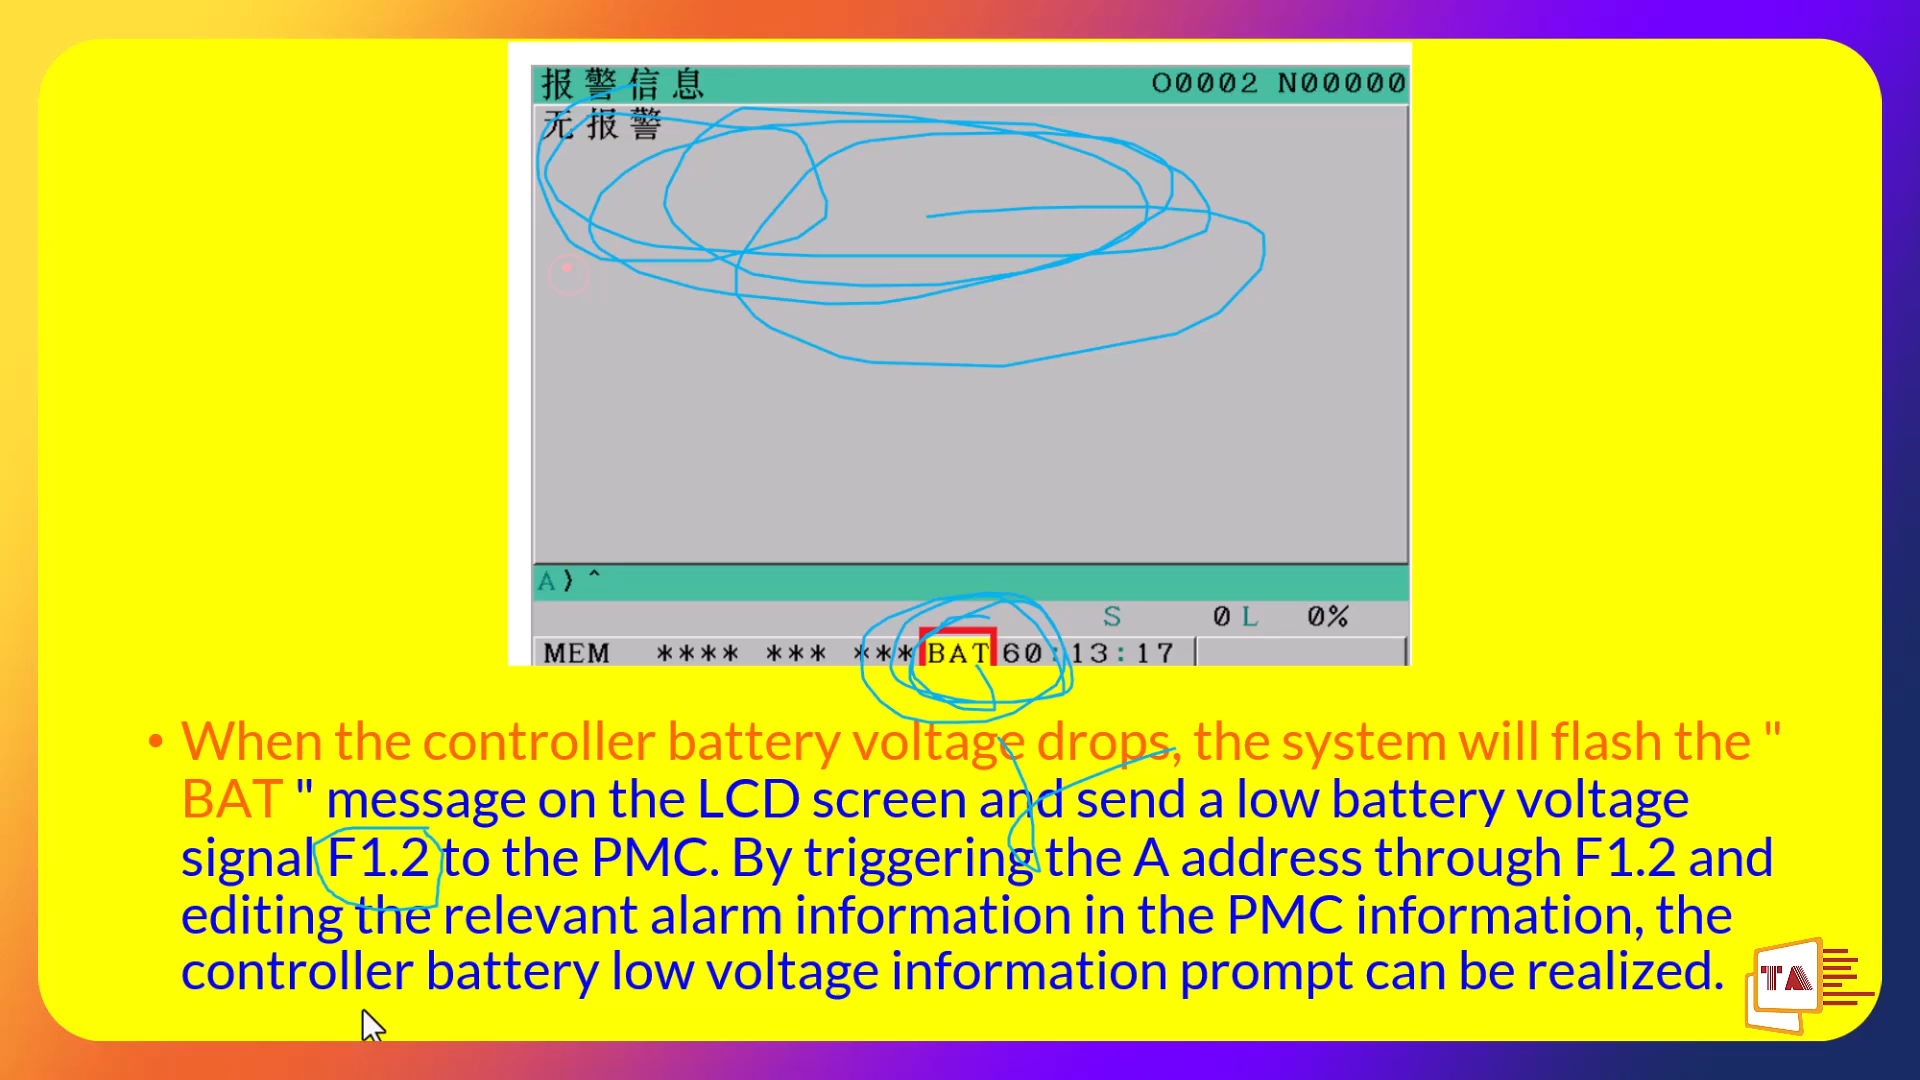 报警信息 O0002 N00000
无报警
A) ^
S 0 L 0%
MEM **** *** *** BAT 60:13:17
• When the controller battery voltage drops, the system will flash the "
BAT " message on the LCD screen and send a low battery voltage
signal F1.2 to the PMC. By triggering the A address through F1.2 and
editing the relevant alarm information in the PMC information, the
controller battery low voltage information prompt can be realized.
TA